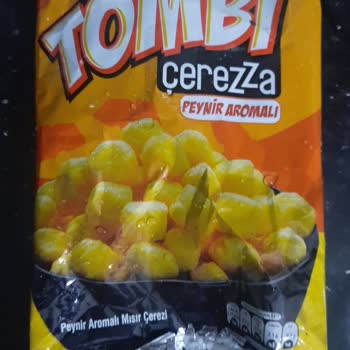 TOMBİ
çerezza
PEYNİR AROMALI
Peynir Aromalı Mısır Çerezi